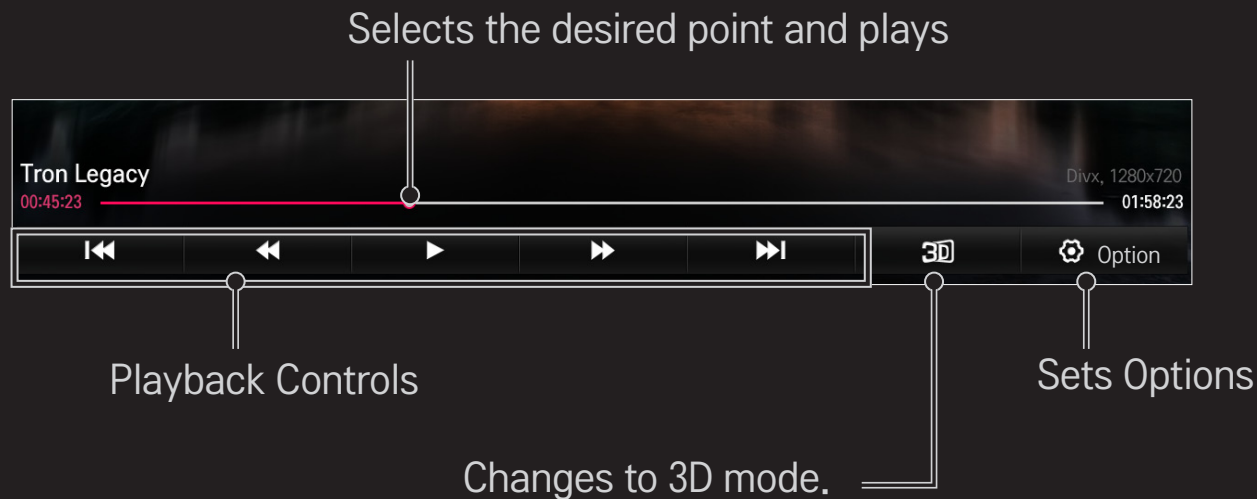 Selects the desired point and plays
Tron Legacy
Divx, 1280x720
00:45:23
01:58:23
3D
Option
Playback Controls
Sets Options
Changes to 3D mode.